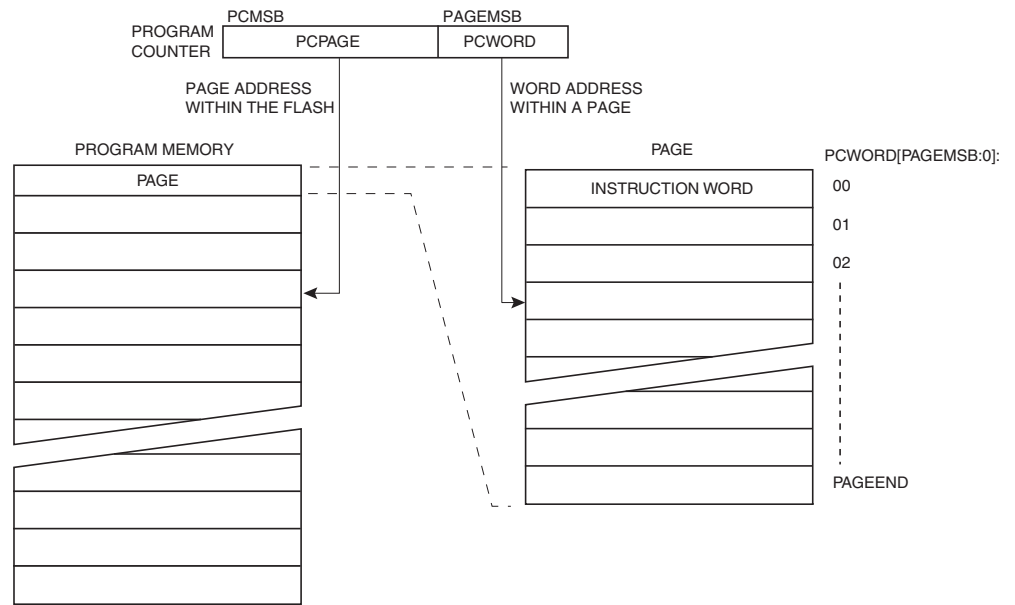 PCMSB
PAGEMSB
PROGRAM
COUNTER
PCPAGE
PCWORD
PAGE ADDRESS
WITHIN THE FLASH
WORD ADDRESS
WITHIN A PAGE
PROGRAM MEMORY
PAGE
PAGE
PCWORD[PAGEMSB:0]:
INSTRUCTION WORD
00
01
02
PAGEEND